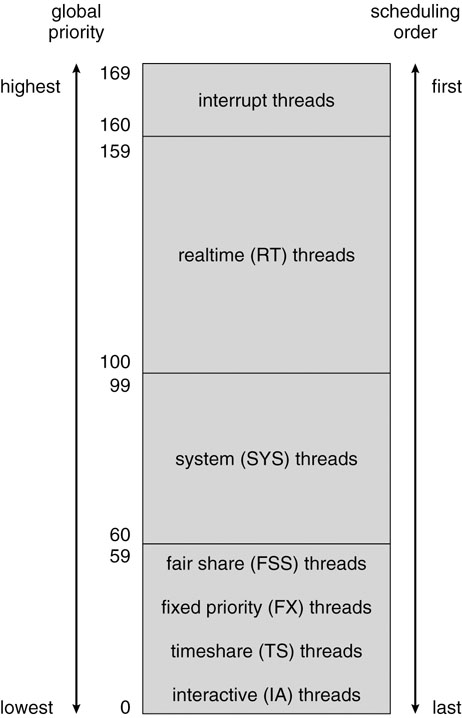 global
priority
scheduling
order
highest
169
first
interrupt threads
160
159
realtime (RT) threads
100
99
system (SYS) threads
60
59
fair share (FSS) threads
fixed priority (FX) threads
timeshare (TS) threads
interactive (IA) threads
lowest
0
last